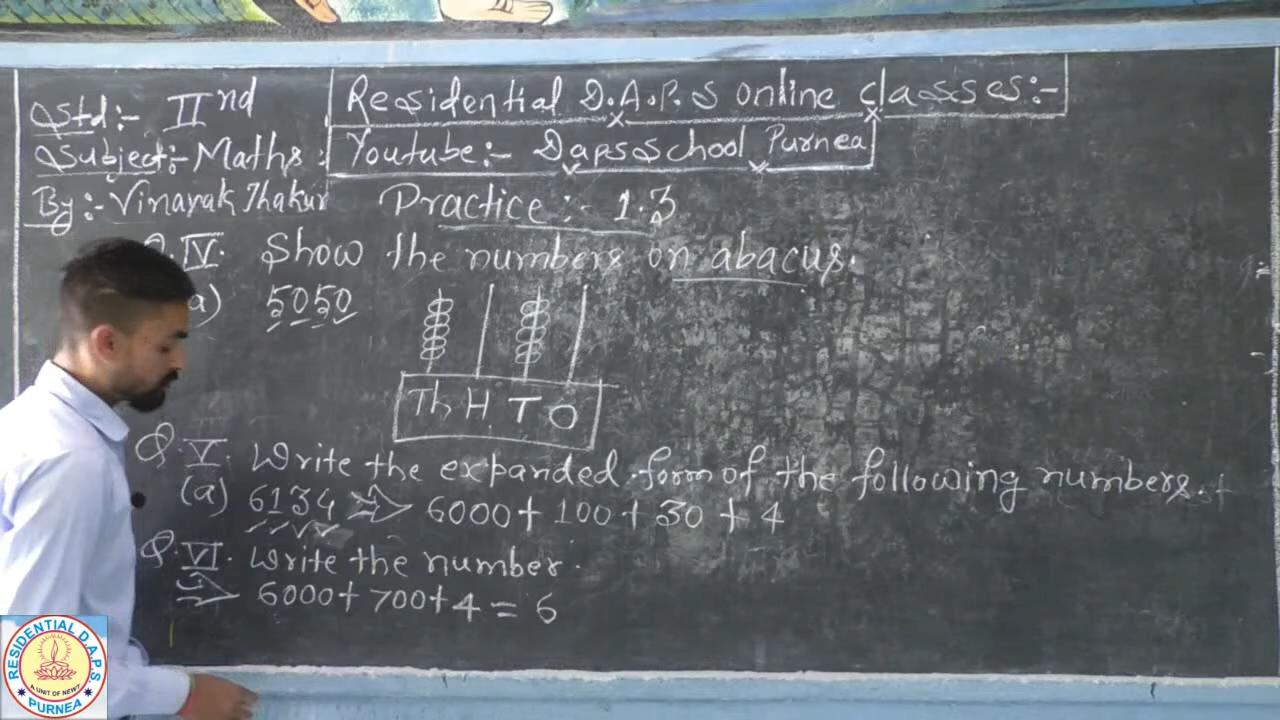 Std:- IInd
Residential D.A.P.S online classes:-
Subject:- Maths:
Youtube:- Dapsschool Purnea
By:- Vinayak Thakur
Practice:- 1.3
IV. Show the numbers on abacus.
a) 5050
Th H T O
Q.V. Write the expanded form of the following numbers.
(a) 6134 ⇒ 6000+ 100 + 30 + 4
Q.VI. Write the number.
⇒ 6000+ 700+4 = 6
RESIDENTIAL D.A.P.S
PURNEA